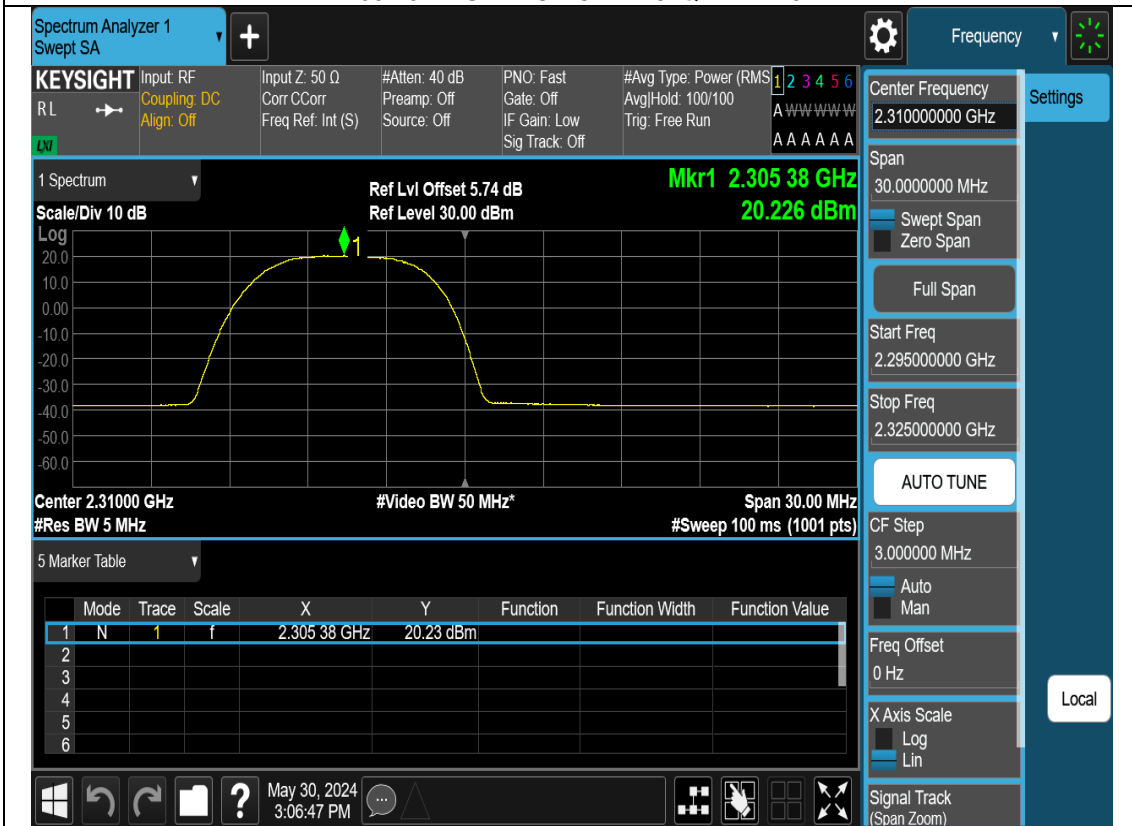 Spectrum Analyzer 1
Swept SA
Frequency
KEYSIGHT
RL
LXI
Input: RF
Coupling: DC
Align: Off
Input Z: 50 Ω
Corr CCorr
Freq Ref: Int (S)
#Atten: 40 dB
Preamp: Off
Source: Off
PNO: Fast
Gate: Off
IF Gain: Low
Sig Track: Off
#Avg Type: Power (RMS
Avg|Hold: 100/100
Trig: Free Run
1 2 3 4 5 6
A W W W W W
A A A A A A
1 Spectrum
Scale/Div 10 dB
Ref Lvl Offset 5.74 dB
Ref Level 30.00 dBm
Mkr1 2.305 38 GHz
20.226 dBm
Log
1
20.0
10.0
0.00
-10.0
-20.0
-30.0
-40.0
-50.0
-60.0
Center 2.31000 GHz
#Video BW 50 MHz*
Span 30.00 MHz
#Res BW 5 MHz
#Sweep 100 ms (1001 pts)
5 Marker Table
Mode Trace Scale X Y Function Function Width Function Value
1 N 1 f 2.305 38 GHz 20.23 dBm
2
3
4
5
6
May 30, 2024
3:06:47 PM
Center Frequency
2.310000000 GHz
Settings
Span
30.0000000 MHz
Swept Span
Zero Span
Full Span
Start Freq
2.295000000 GHz
Stop Freq
2.325000000 GHz
AUTO TUNE
CF Step
3.000000 MHz
Auto
Man
Freq Offset
0 Hz
Local
X Axis Scale
Log
Lin
Signal Track
(Span Zoom)